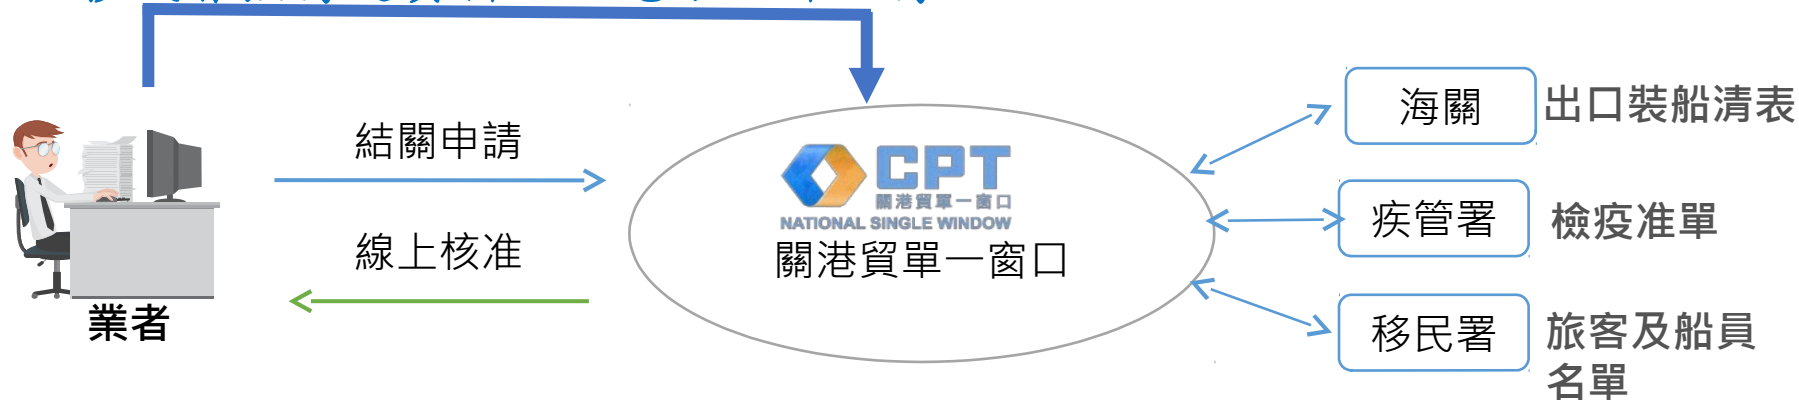 結關申請
線上核准
業者
CPT
關港貿單一窗口
NATIONAL SINGLE WINDOW
關港貿單一窗口
海關
出口裝船清表
疾管署
檢疫准單
移民署
旅客及船員
名單